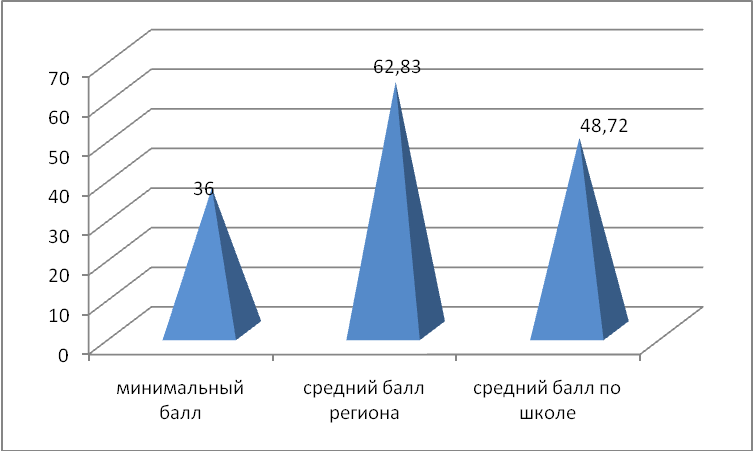 70
60
50
40
30
20
10
0
36
62,83
48,72
минимальный
балл
средний балл
региона
средний балл по
школе